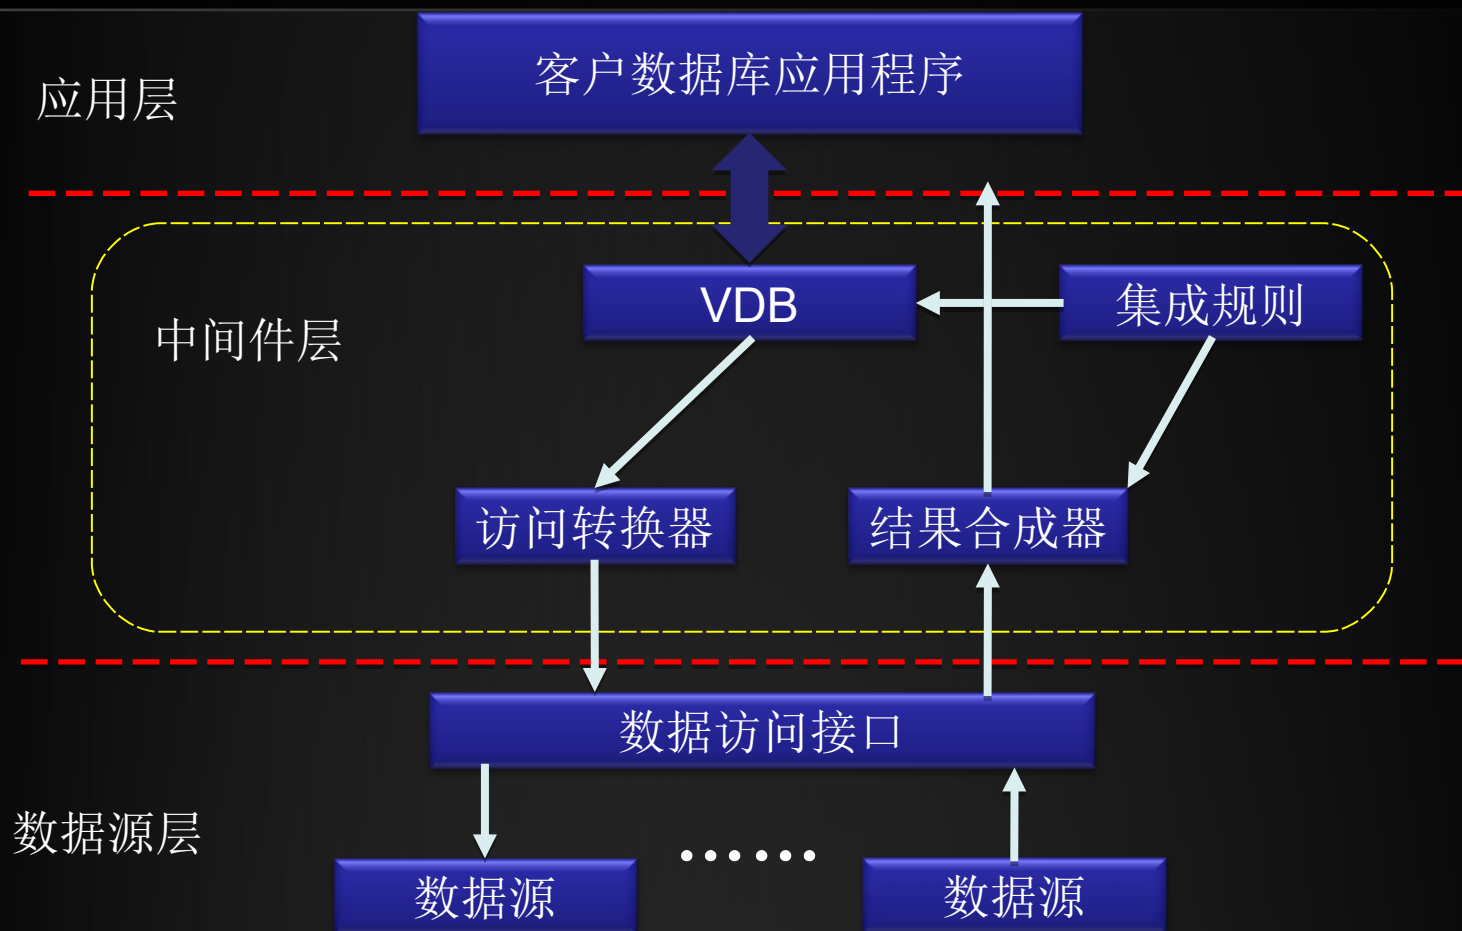 客户数据库应用程序
应用层
VDB
集成规则
中间件层
访问转换器
结果合成器
数据访问接口
数据源层
······
数据源
数据源